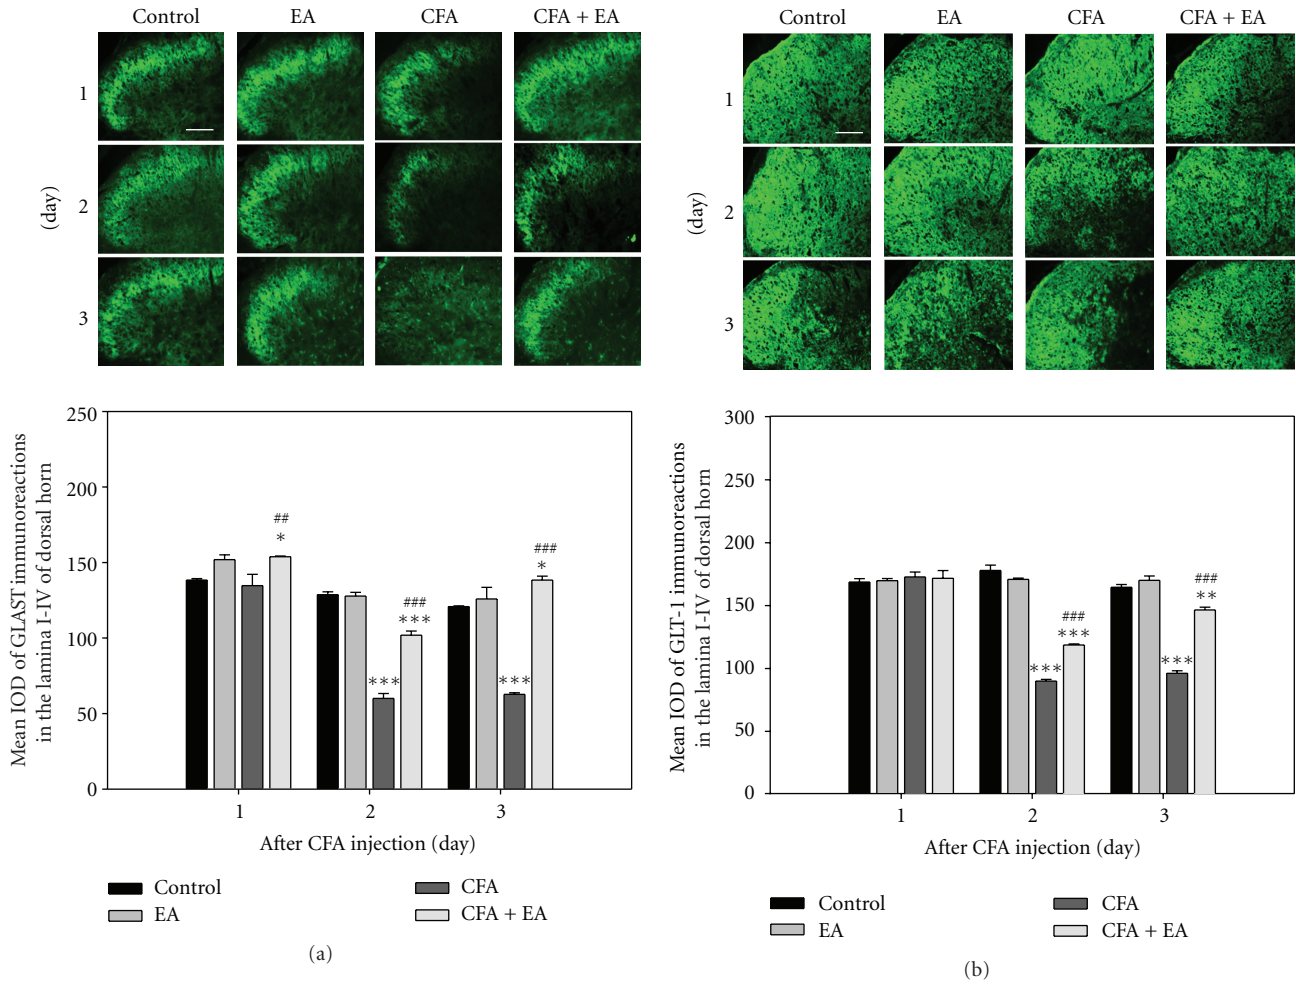 Control EA CFA CFA + EA
1
2
3
(day)
250
200
150
100
50
0
Mean IOD of GLAST immunoreactions
in the lamina I-IV of dorsal horn
##
*
***
###
***
***
###
*
1 2 3
After CFA injection (day)
Control
EA
CFA
CFA + EA
(a)
Control EA CFA CFA + EA
1
2
3
(day)
300
250
200
150
100
50
0
Mean IOD of GLT-1 immunoreactions
in the lamina I-IV of dorsal horn
***
###
***
***
###
**
1 2 3
After CFA injection (day)
Control
EA
CFA
CFA + EA
(b)